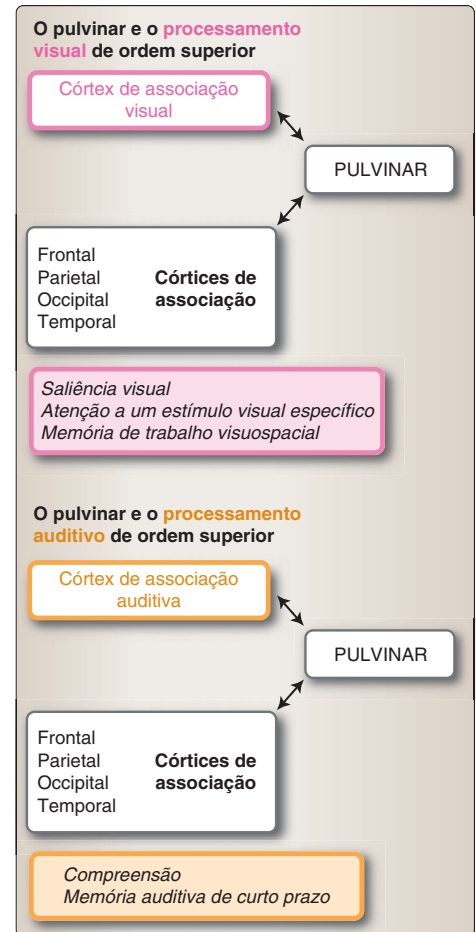 O pulvinar e o processamento
visual de ordem superior
Córtex de associação
visual
PULVINAR
Frontal
Parietal
Occipital
Temporal
Córtices de
associação
Saliência visual
Atenção a um estímulo visual específico
Memória de trabalho visuospacial
O pulvinar e o processamento
auditivo de ordem superior
Córtex de associação
auditiva
PULVINAR
Frontal
Parietal
Occipital
Temporal
Córtices de
associação
Compreensão
Memória auditiva de curto prazo